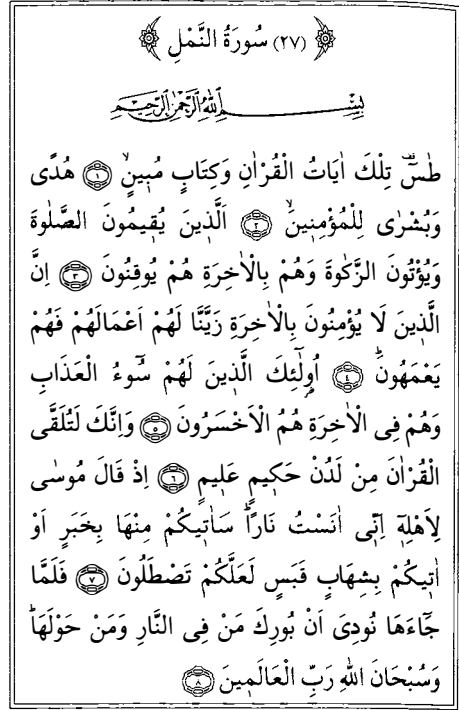 (٢٧) سُورَةُ النَّمْلِ
بِسْمِ اللّٰهِ الرَّحْمٰنِ الرَّحِيمِ
طٰسٓ ۚ تِلْكَ اٰيَاتُ الْقُرْاٰنِ وَكِتَابٍ مُبٖينٍۙ ﴿١﴾ هُدًى
وَبُشْرٰى لِلْمُؤْمِنٖينَۙ ﴿٢﴾ اَلَّذٖينَ يُقٖيمُونَ الصَّلٰوةَ
وَيُؤْتُونَ الزَّكٰوةَ وَهُمْ بِالْاٰخِرَةِ هُمْ يُوقِنُونَ ﴿٣﴾ اِنَّ
الَّذٖينَ لَا يُؤْمِنُونَ بِالْاٰخِرَةِ زَيَّنَّا لَهُمْ اَعْمَالَهُمْ فَهُمْ
يَعْمَهُونَۜ ﴿٤﴾ اُو۬لٰٓئِكَ الَّذٖينَ لَهُمْ سُٓوءُ الْعَذَابِ
وَهُمْ فِى الْاٰخِرَةِ هُمُ الْاَخْسَرُونَ ﴿٥﴾ وَاِنَّكَ لَتُلَقَّى
الْقُرْاٰنَ مِنْ لَدُنْ حَكٖيمٍ عَلٖيمٍ ﴿٦﴾ اِذْ قَالَ مُوسٰى
لِاَهْلِهٖٓ اِنّٖٓى اٰنَسْتُ نَارًاۜ سَاٰتٖيكُمْ مِنْهَا بِخَبَرٍ اَوْ
اٰتٖيكُمْ بِشِهَابٍ قَبَسٍ لَعَلَّكُمْ تَصْطَلُونَ ﴿٧﴾ فَلَمَّا
جَٓاءَهَا نُودِىَ اَنْ بُورِكَ مَنْ فِى النَّارِ وَمَنْ حَوْلَهَاۜ
وَسُبْحَانَ اللّٰهِ رَبِّ الْعَالَمٖينَ ﴿٨﴾